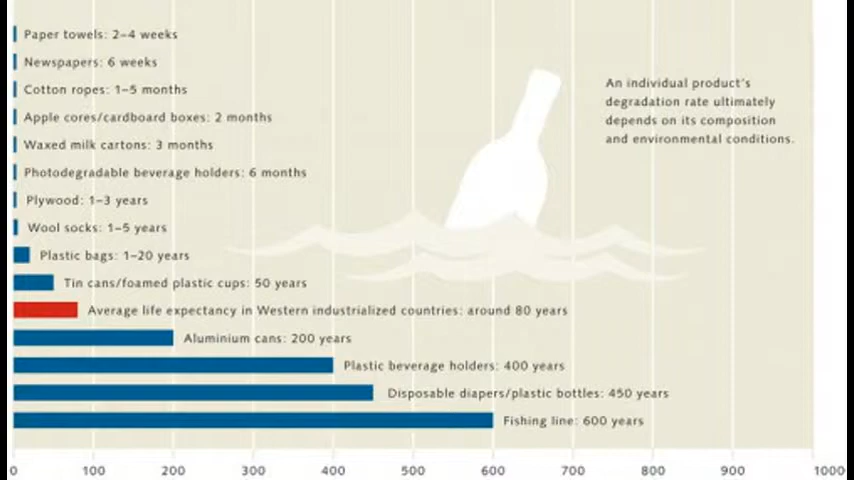 Paper towels: 2–4 weeks
Newspapers: 6 weeks
Cotton ropes: 1–5 months
Apple cores/cardboard boxes: 2 months
Waxed milk cartons: 3 months
Photodegradable beverage holders: 6 months
Plywood: 1–3 years
Wool socks: 1–5 years
Plastic bags: 1–20 years
Tin cans/foamed plastic cups: 50 years
Average life expectancy in Western industrialized countries: around 80 years
Aluminium cans: 200 years
Plastic beverage holders: 400 years
Disposable diapers/plastic bottles: 450 years
Fishing line: 600 years
An individual product's
degradation rate ultimately
depends on its composition
and environmental conditions.
0 100 200 300 400 500 600 700 800 900 1000